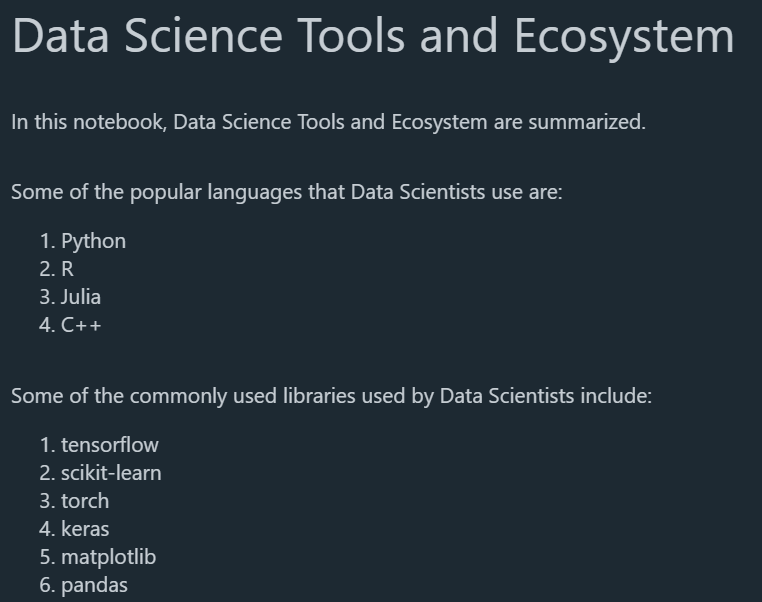 Data Science Tools and Ecosystem
In this notebook, Data Science Tools and Ecosystem are summarized.
Some of the popular languages that Data Scientists use are:
1. Python
2. R
3. Julia
4. C++
Some of the commonly used libraries used by Data Scientists include:
1. tensorflow
2. scikit-learn
3. torch
4. keras
5. matplotlib
6. pandas